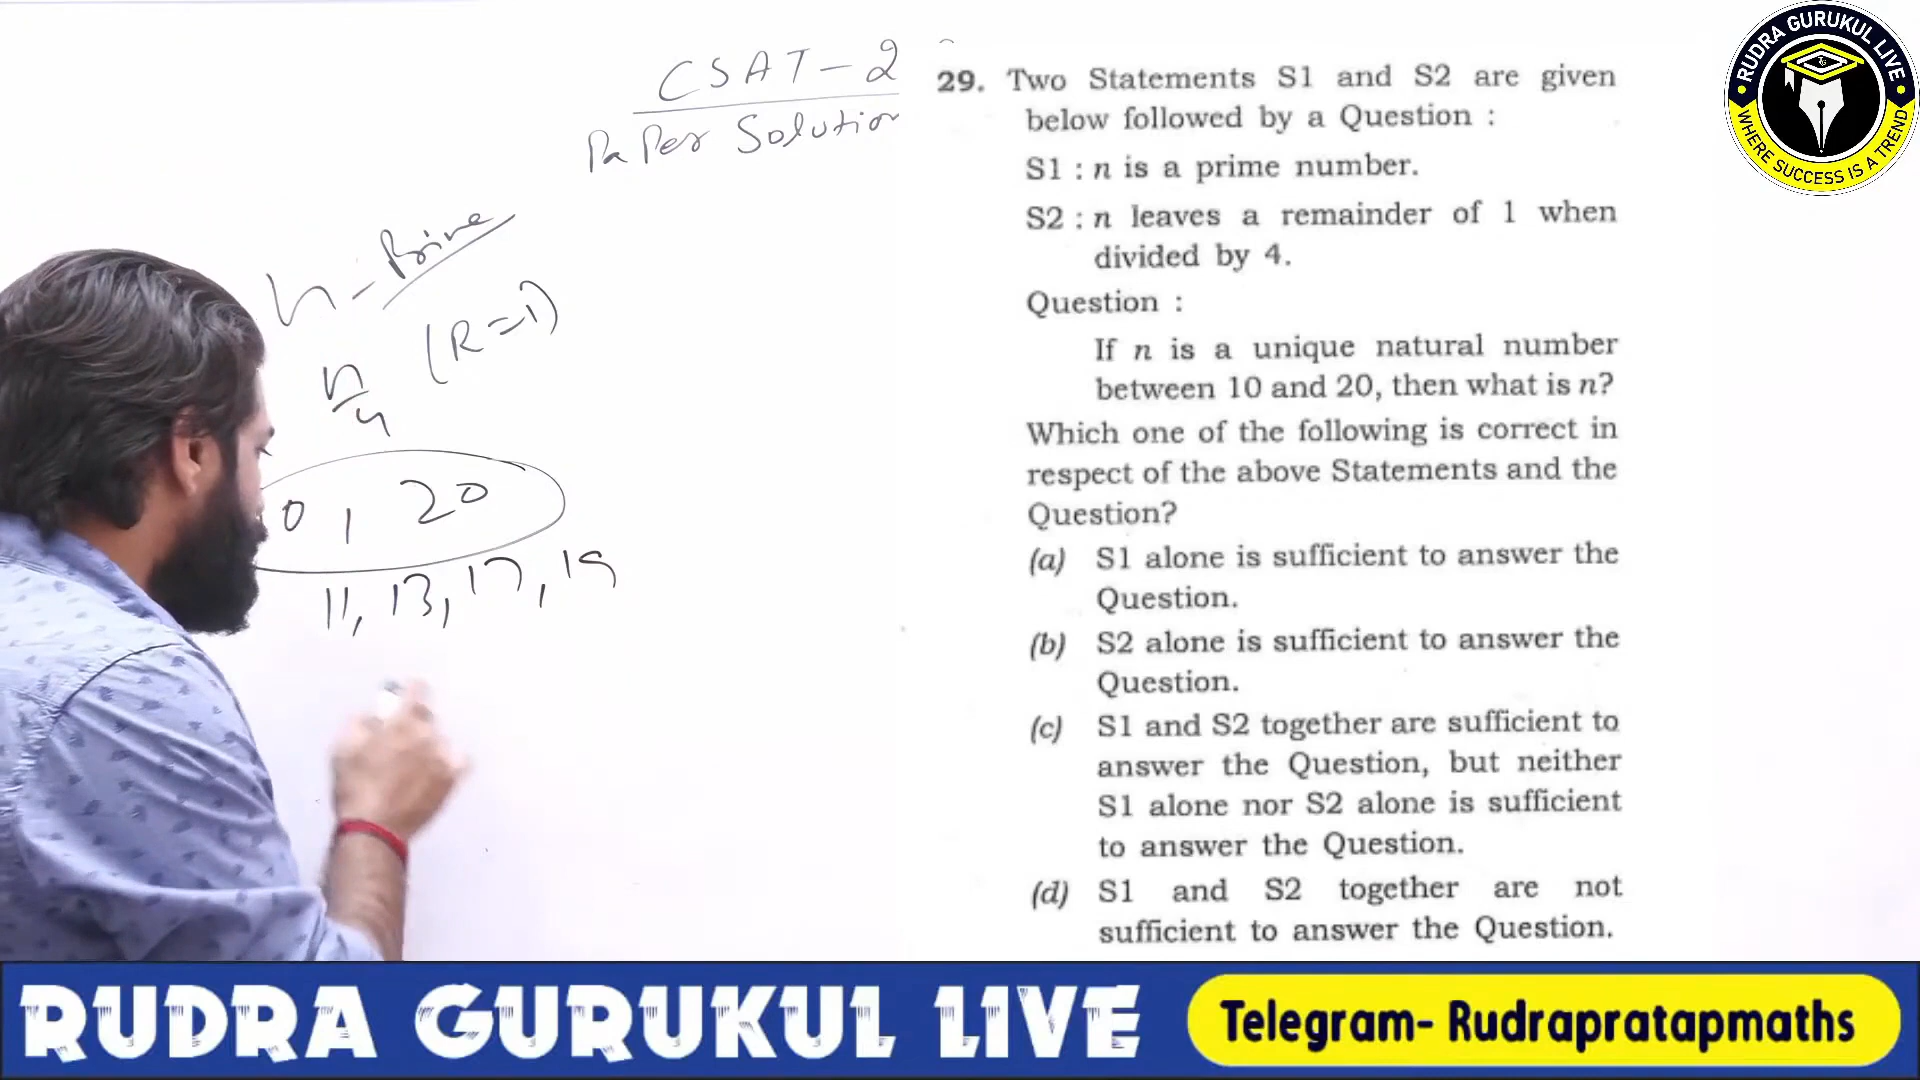 CSAT-2
Paper Solution
n - Prime
n/4 (R=1)
0, 20
11, 13, 17, 19
29. Two Statements S1 and S2 are given
below followed by a Question :
S1 : n is a prime number.
S2 : n leaves a remainder of 1 when
divided by 4.
Question :
If n is a unique natural number
between 10 and 20, then what is n?
Which one of the following is correct in
respect of the above Statements and the
Question?
(a) S1 alone is sufficient to answer the
Question.
(b) S2 alone is sufficient to answer the
Question.
(c) S1 and S2 together are sufficient to
answer the Question, but neither
S1 alone nor S2 alone is sufficient
to answer the Question.
(d) S1 and S2 together are not
sufficient to answer the Question.
RUDRA GURUKUL LIVE
WHERE SUCCESS IS A TREND
RUDRA GURUKUL LIVE
Telegram- Rudrapratapmaths